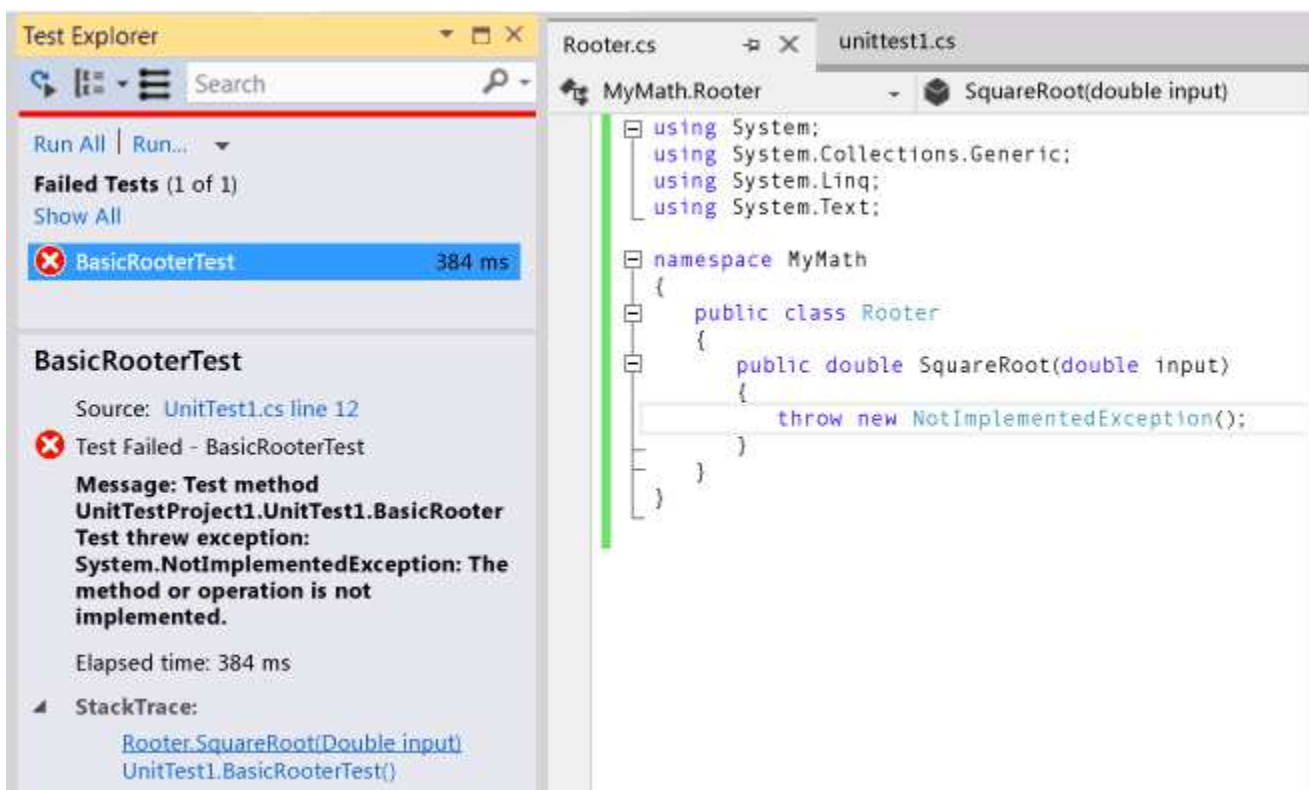 Test Explorer
Search
Run All | Run...
Failed Tests (1 of 1)
Show All
BasicRooterTest 384 ms
BasicRooterTest
Source: UnitTest1.cs line 12
Test Failed - BasicRooterTest
Message: Test method
UnitTestProject1.UnitTest1.BasicRooter
Test threw exception:
System.NotImplementedException: The
method or operation is not
implemented.
Elapsed time: 384 ms
StackTrace:
Rooter.SquareRoot(Double input)
UnitTest1.BasicRooterTest()
Rooter.cs unittest1.cs
MyMath.Rooter SquareRoot(double input)
using System;
using System.Collections.Generic;
using System.Linq;
using System.Text;
namespace MyMath
{
public class Rooter
{
public double SquareRoot(double input)
{
throw new NotImplementedException();
}
}
}